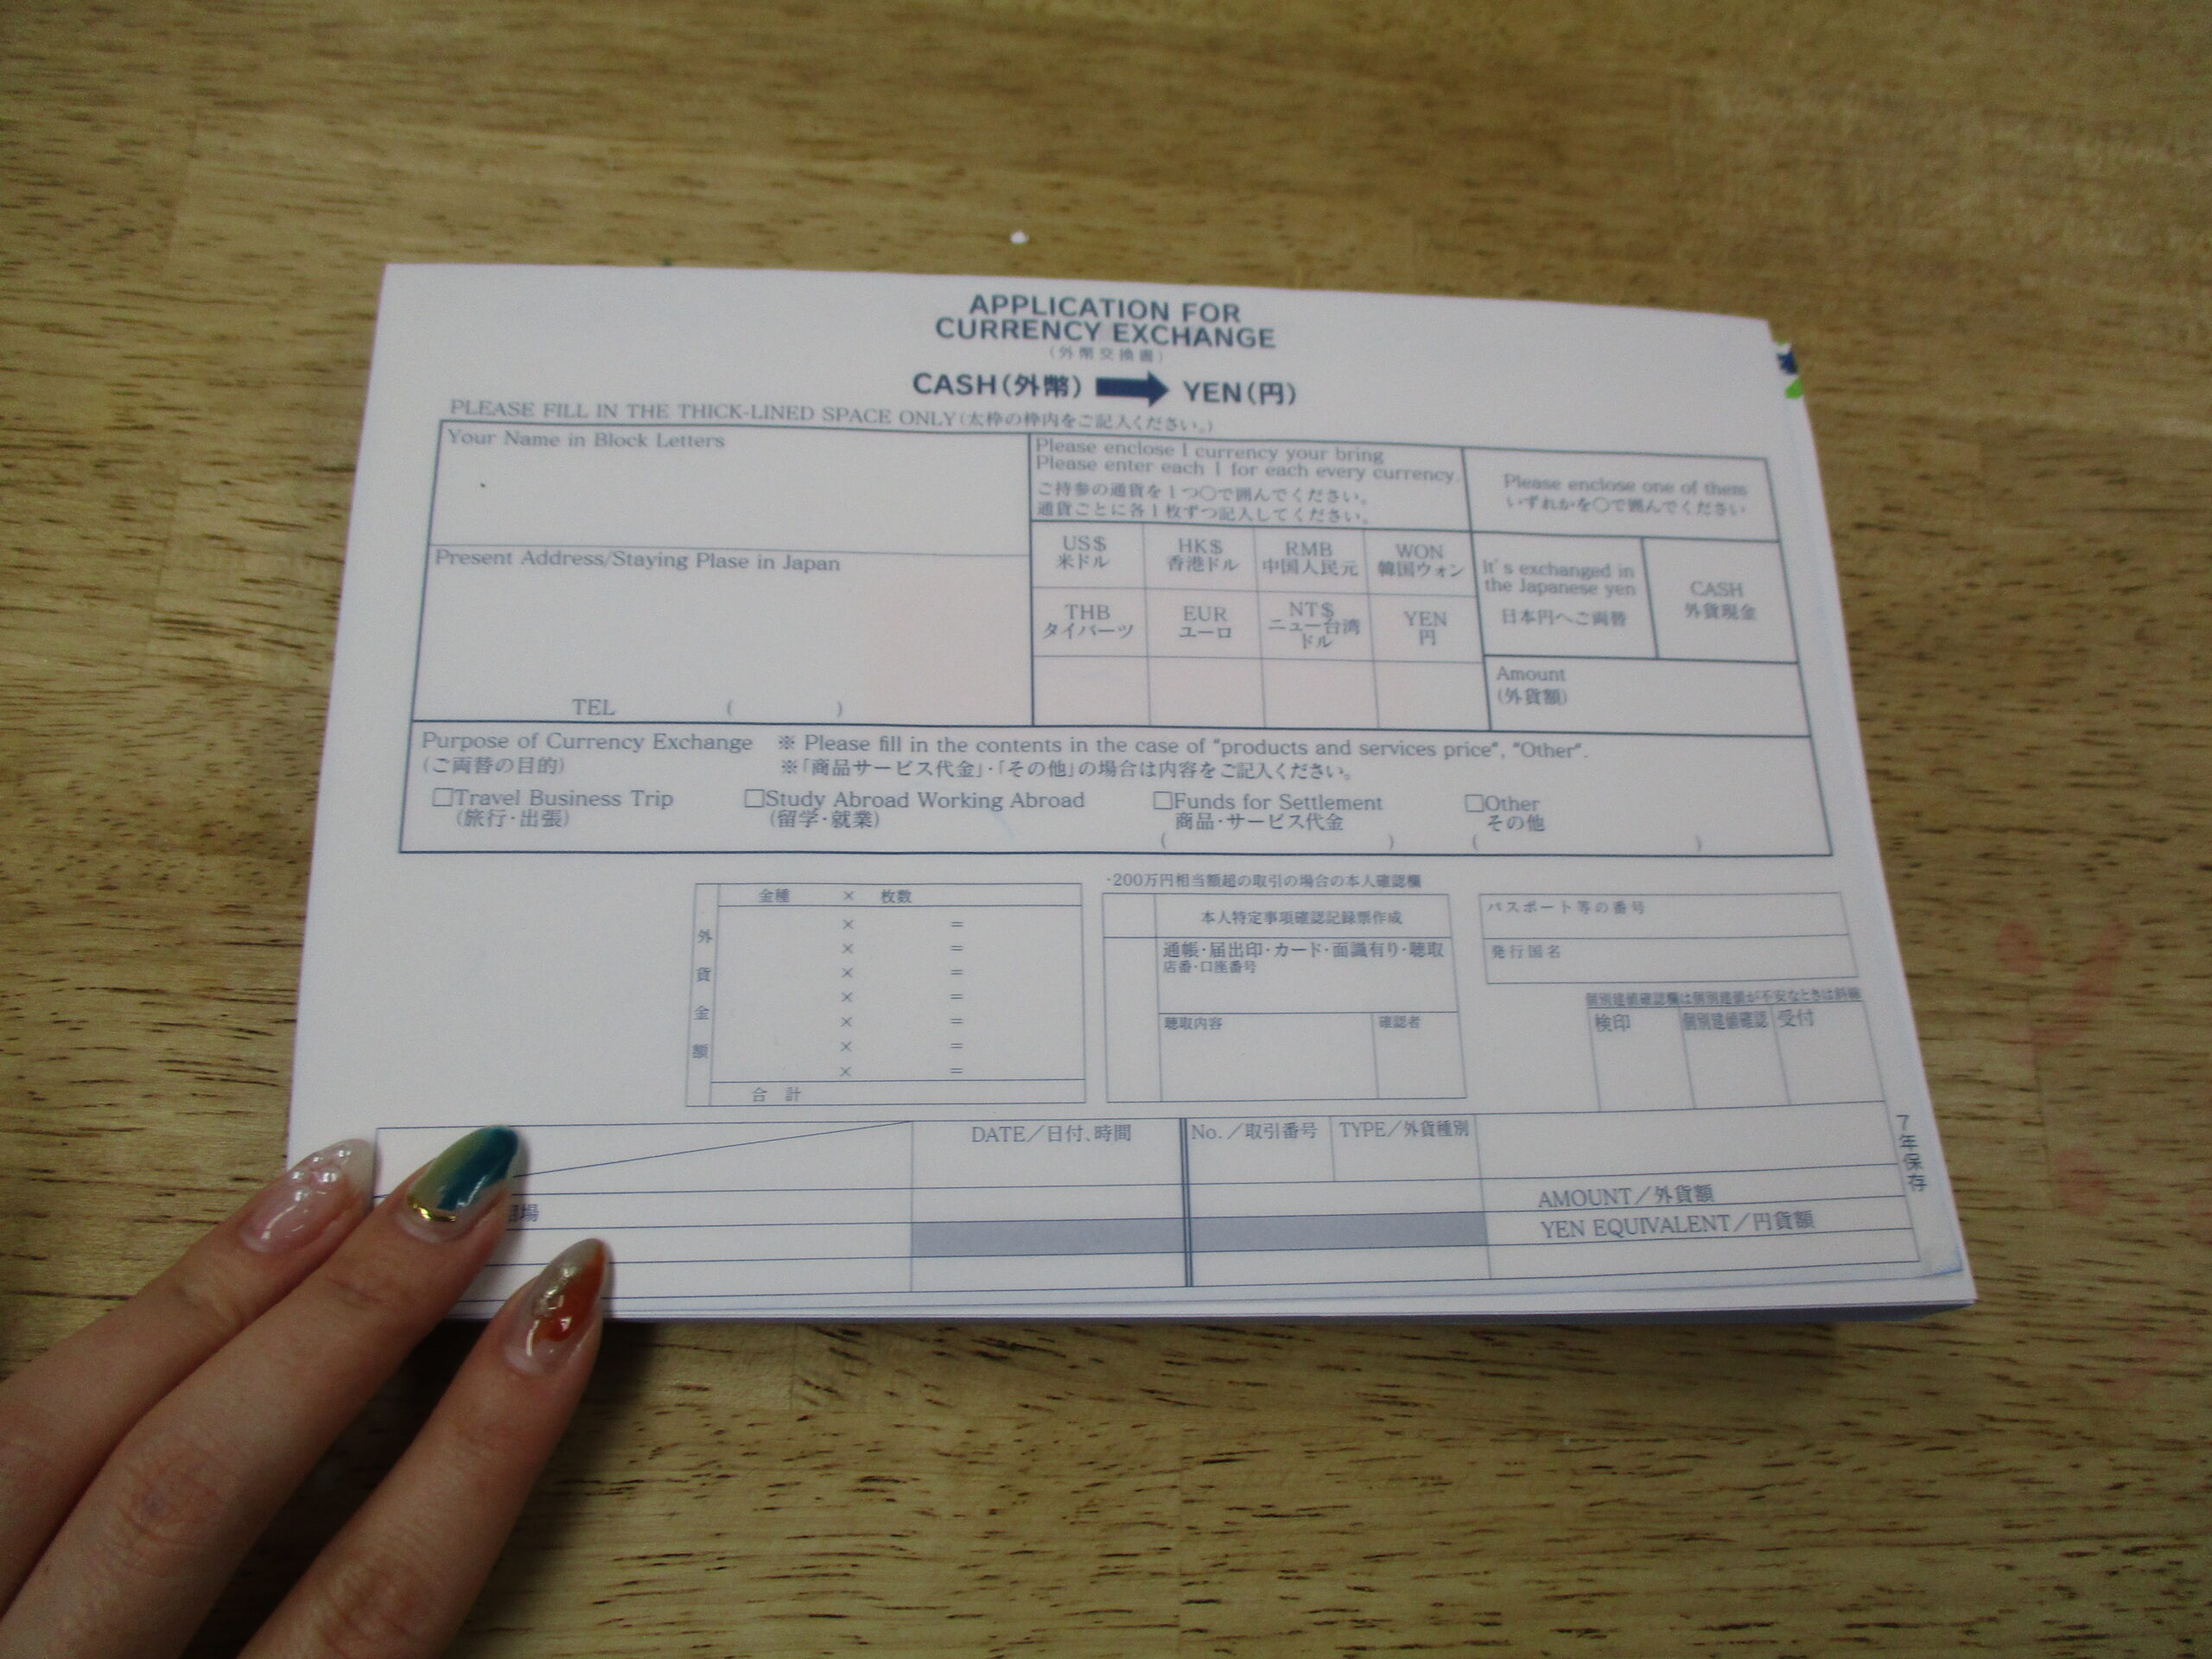 APPLICATION FOR
CURRENCY EXCHANGE
(外幣交換書)
CASH(外幣) YEN(円)
PLEASE FILL IN THE THICK-LINED SPACE ONLY(太枠の枠内をご記入ください。)
Your Name in Block Letters
Present Address/Staying Plase in Japan
TEL ( )
Please enclose 1 currency your bring
Please enter each 1 for each every currency.
ご持参の通貨を1つ○で囲んでください。
通貨ごとに各1枚ずつ記入してください。
US$
米ドル
HK$
香港ドル
RMB
中国人民元
WON
韓国ウォン
THB
タイバーツ
EUR
ユーロ
NT$
ニュー台湾
ドル
YEN
円
Please enclose one of them
いずれかを○で囲んでください
It's exchanged in
the Japanese yen
日本円へご両替
CASH
外貨現金
Amount
(外貨額)
Purpose of Currency Exchange ※ Please fill in the contents in the case of "products and services price", "Other".
(ご両替の目的) ※「商品サービス代金」・「その他」の場合は内容をご記入ください。
□Travel Business Trip
(旅行・出張)
□Study Abroad Working Abroad
(留学・就業)
□Funds for Settlement
商品・サービス代金
( )
□Other
その他
( )
外貨金額
金種 × 枚数
× =
× =
× =
× =
× =
× =
× =
合計
・200万円相当額超の取引の場合の本人確認欄
本人特定事項確認記録票作成
通帳・届出印・カード・面識有り・聴取
店番・口座番号
聴取内容
確認者
パスポート等の番号
発行国名
検印
個別建値確認
受付
DATE/日付、時間
No./取引番号
TYPE/外貨種別
相場
AMOUNT/外貨額
YEN EQUIVALENT/円貨額
7年保存